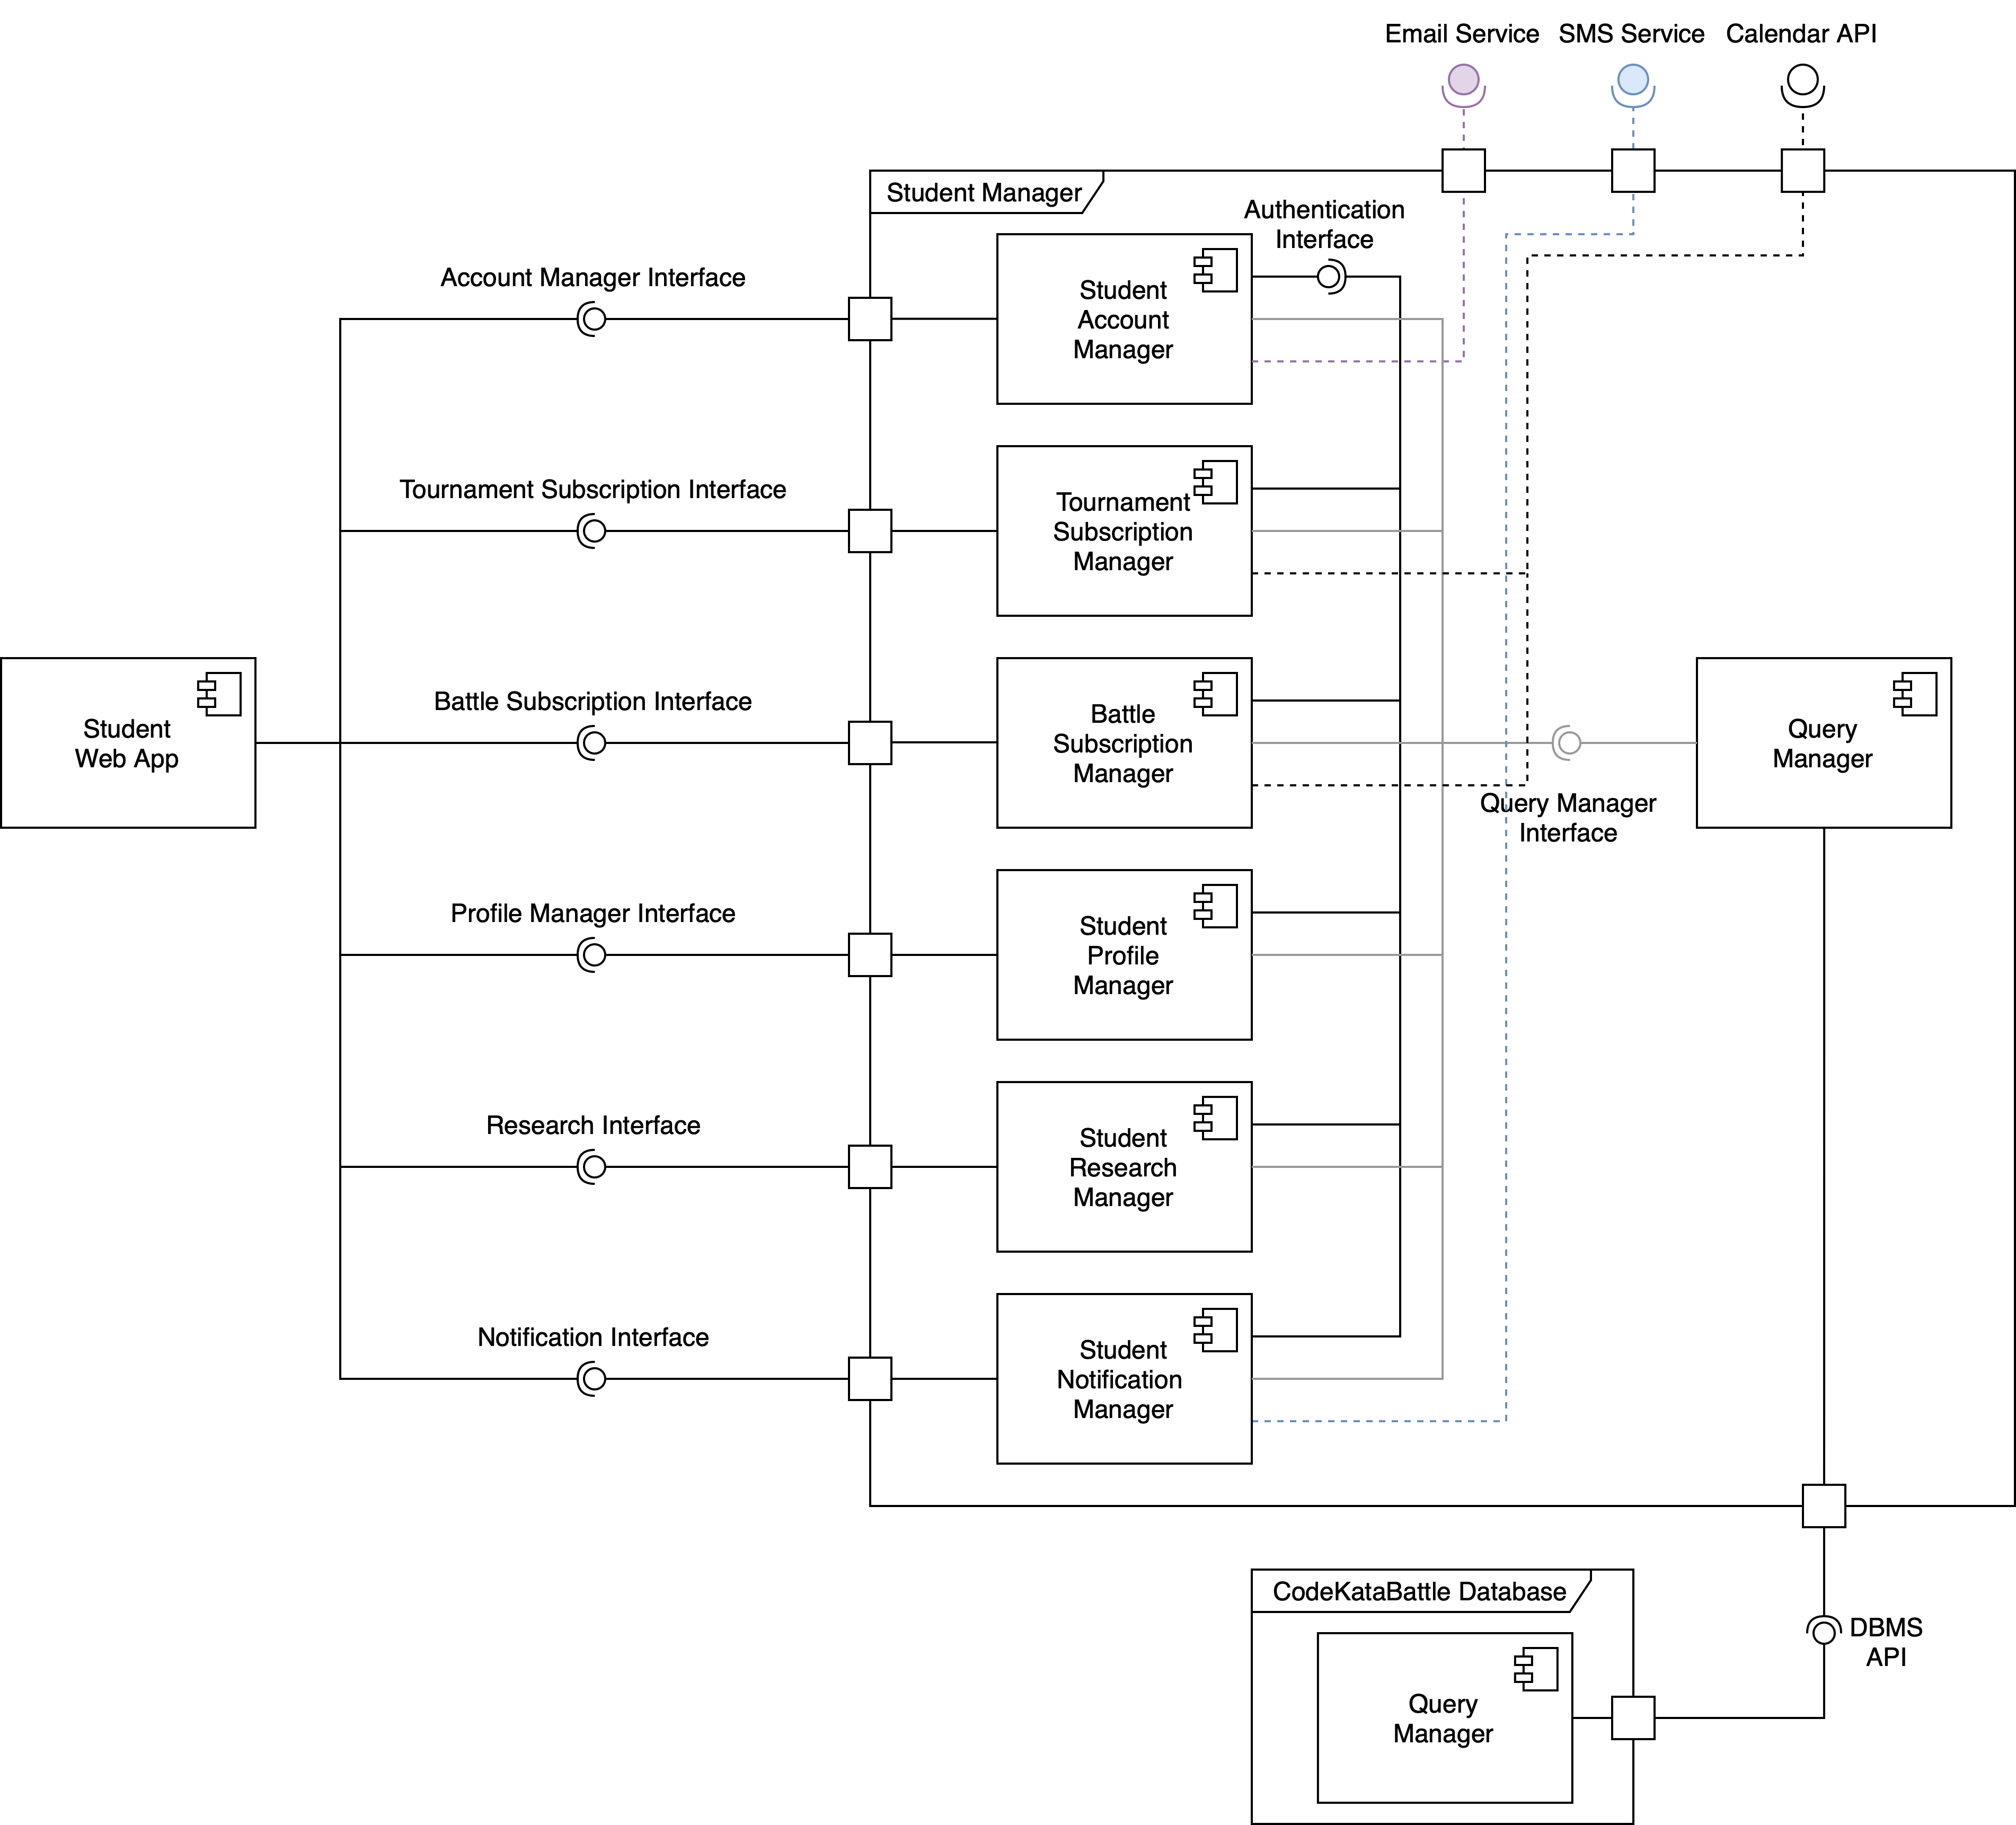 Email Service
SMS Service
Calendar API
Student Manager
Authentication
Interface
Account Manager Interface
Student
Account
Manager
Tournament Subscription Interface
Tournament
Subscription
Manager
Battle Subscription Interface
Battle
Subscription
Manager
Student
Web App
Query
Manager
Query Manager
Interface
Profile Manager Interface
Student
Profile
Manager
Research Interface
Student
Research
Manager
Notification Interface
Student
Notification
Manager
CodeKataBattle Database
DBMS
API
Query
Manager